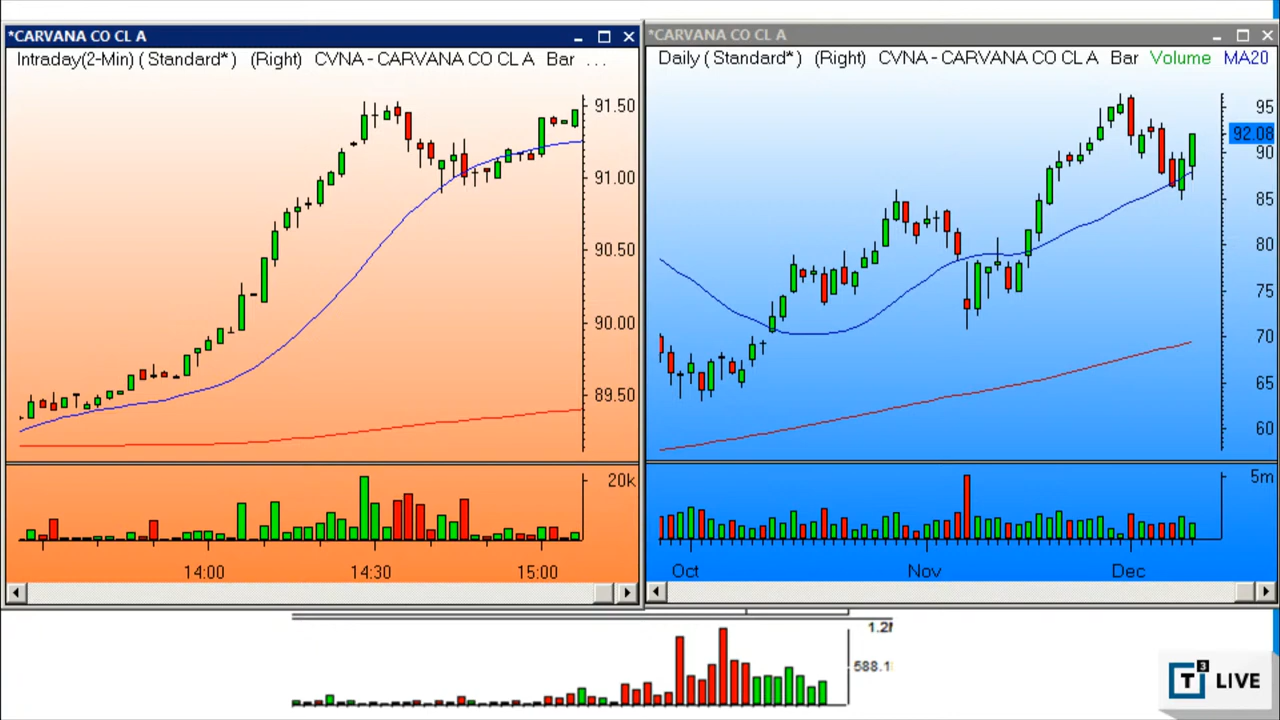 *CARVANA CO CL A
Intraday(2-Min) ( Standard* ) (Right) CVNA - CARVANA CO CL A Bar ...
91.50
91.00
90.50
90.00
89.50
20k
14:00 14:30 15:00
*CARVANA CO CL A
Daily ( Standard* ) (Right) CVNA - CARVANA CO CL A Bar Volume MA20
95
92.08
90
85
80
75
70
65
60
5m
Oct Nov Dec
588.1
T3 LIVE